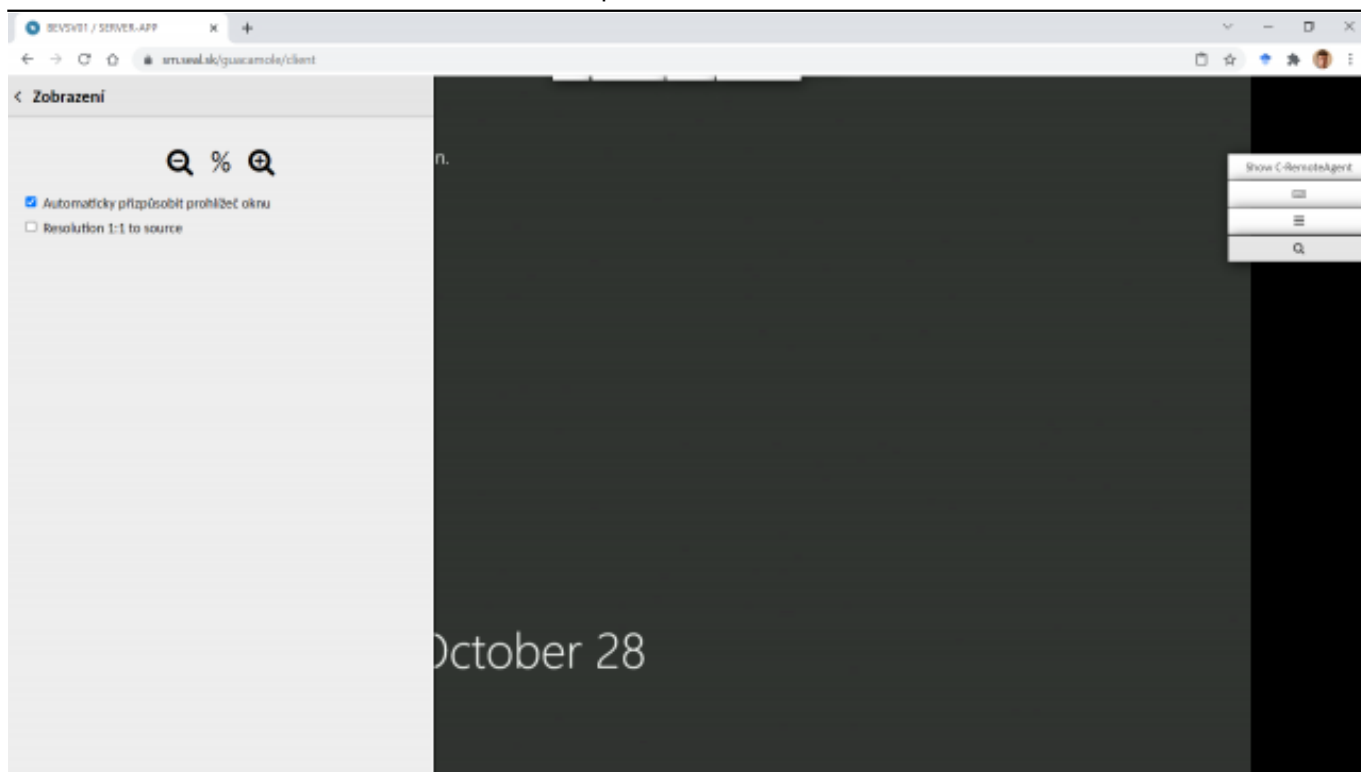 BEVSV01 / SERVER-APP
sm.seal.sk/guacamole/client
Zobrazení
%
n.
Automaticky přizpůsobit prohlížeč oknu
Resolution 1:1 to source
Show C-RemoteAgent
October 28